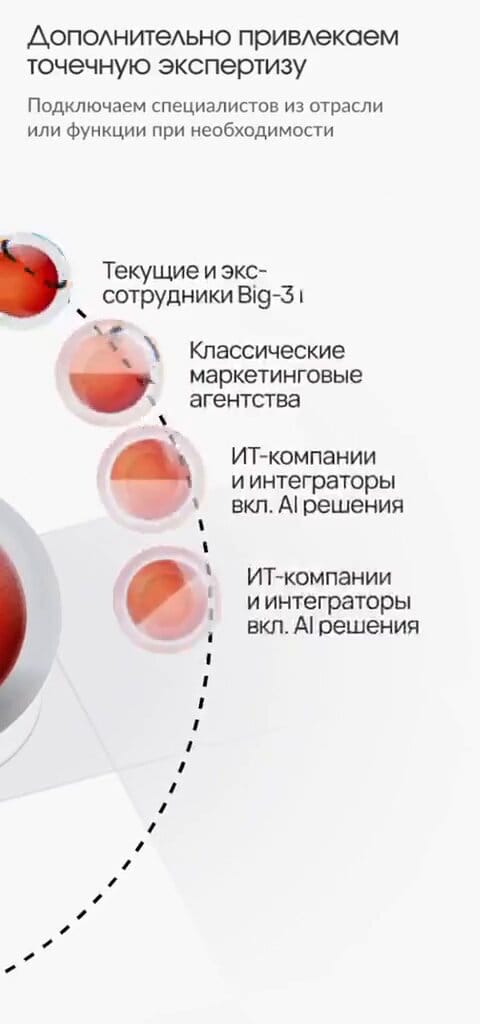 Дополнительно привлекаем
точечную экспертизу
Подключаем специалистов из отрасли
или функции при необходимости
Текущие и экс-
сотрудники Big-3
Классические
маркетинговые
агентства
ИТ-компании
и интеграторы
вкл. AI решения
ИТ-компании
и интеграторы
вкл. AI решения